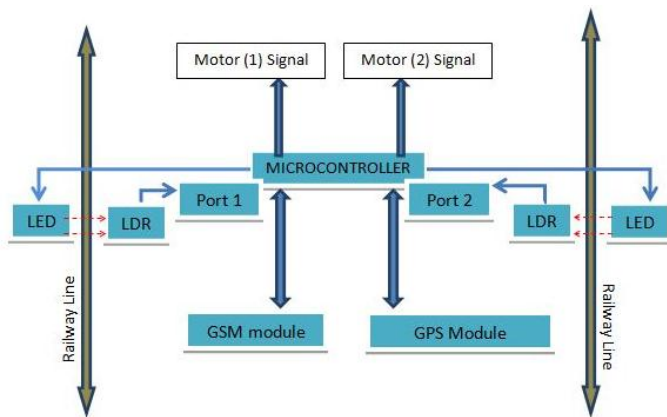 Motor (1) Signal
Motor (2) Signal
MICROCONTROLLER
Port 1
Port 2
LED
LDR
LDR
LED
Railway Line
Railway Line
GSM module
GPS Module